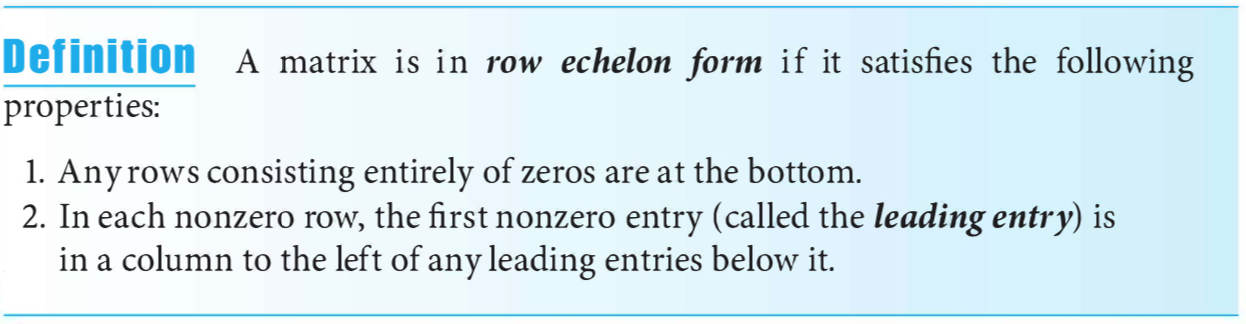 Definition A matrix is in row echelon form if it satisfies the following
properties:
1. Any rows consisting entirely of zeros are at the bottom.
2. In each nonzero row, the first nonzero entry (called the leading entry) is
in a column to the left of any leading entries below it.